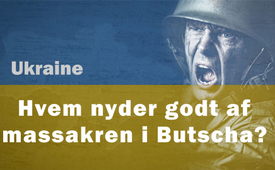 Ukraine
Hvem nyder godt af
massakren i Butscha?